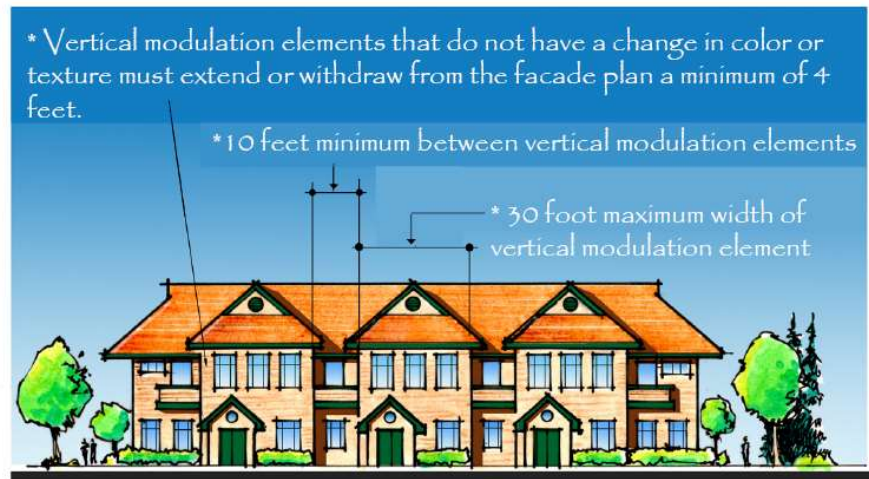 * Vertical modulation elements that do not have a change in color or
texture must extend or withdraw from the facade plan a minimum of 4
feet.
*10 feet minimum between vertical modulation elements
* 30 foot maximum width of
vertical modulation element